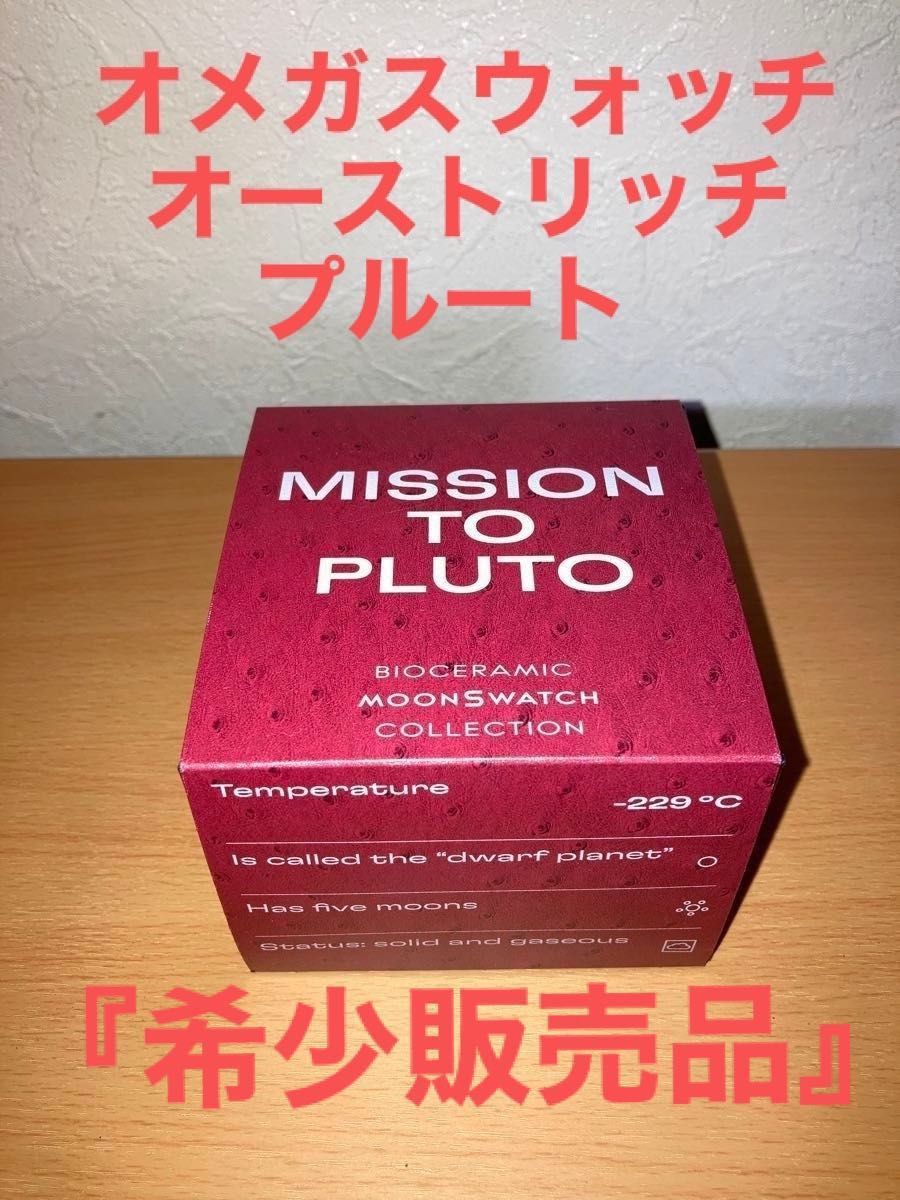 オメガスウォッチ
オーストリッチ
プルート
MISSION
TO
PLUTO
BIOCERAMIC
MOONSWATCH
COLLECTION
Temperature -229 °C
Is called the “dwarf planet”
Has five moons
Status: solid and gaseous
『希少販売品』